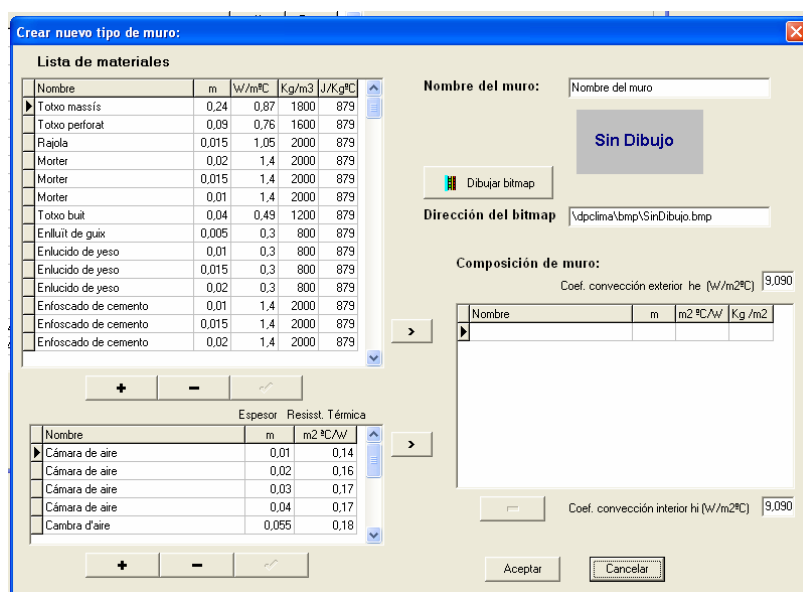 Crear nuevo tipo de muro:
Lista de materiales
Nombre m W/mºC Kg/m3 J/KgºC
Totxo massís 0,24 0,87 1800 879
Totxo perforat 0,09 0,76 1600 879
Rajola 0,015 1,05 2000 879
Morter 0,02 1,4 2000 879
Morter 0,015 1,4 2000 879
Morter 0,01 1,4 2000 879
Totxo buit 0,04 0,49 1200 879
Enlluït de guix 0,005 0,3 800 879
Enlucido de yeso 0,01 0,3 800 879
Enlucido de yeso 0,015 0,3 800 879
Enlucido de yeso 0,02 0,3 800 879
Enfoscado de cemento 0,01 1,4 2000 879
Enfoscado de cemento 0,015 1,4 2000 879
Enfoscado de cemento 0,02 1,4 2000 879
+ −
Espesor Resisst. Térmica
Nombre m m2 ºC/W
Cámara de aire 0,01 0,14
Cámara de aire 0,02 0,16
Cámara de aire 0,03 0,17
Cámara de aire 0,04 0,17
Cambra d'aire 0,055 0,18
+ −
>
>
Nombre del muro: Nombre del muro
Sin Dibujo
Dibujar bitmap
Dirección del bitmap \dpclima\bmp\SinDibujo.bmp
Composición de muro:
Coef. convección exterior he (W/m2ºC) 9,090
Nombre m m2 ºC/W Kg /m2
Coef. convección interior hi (W/m2ºC) 9,090
Aceptar Cancelar